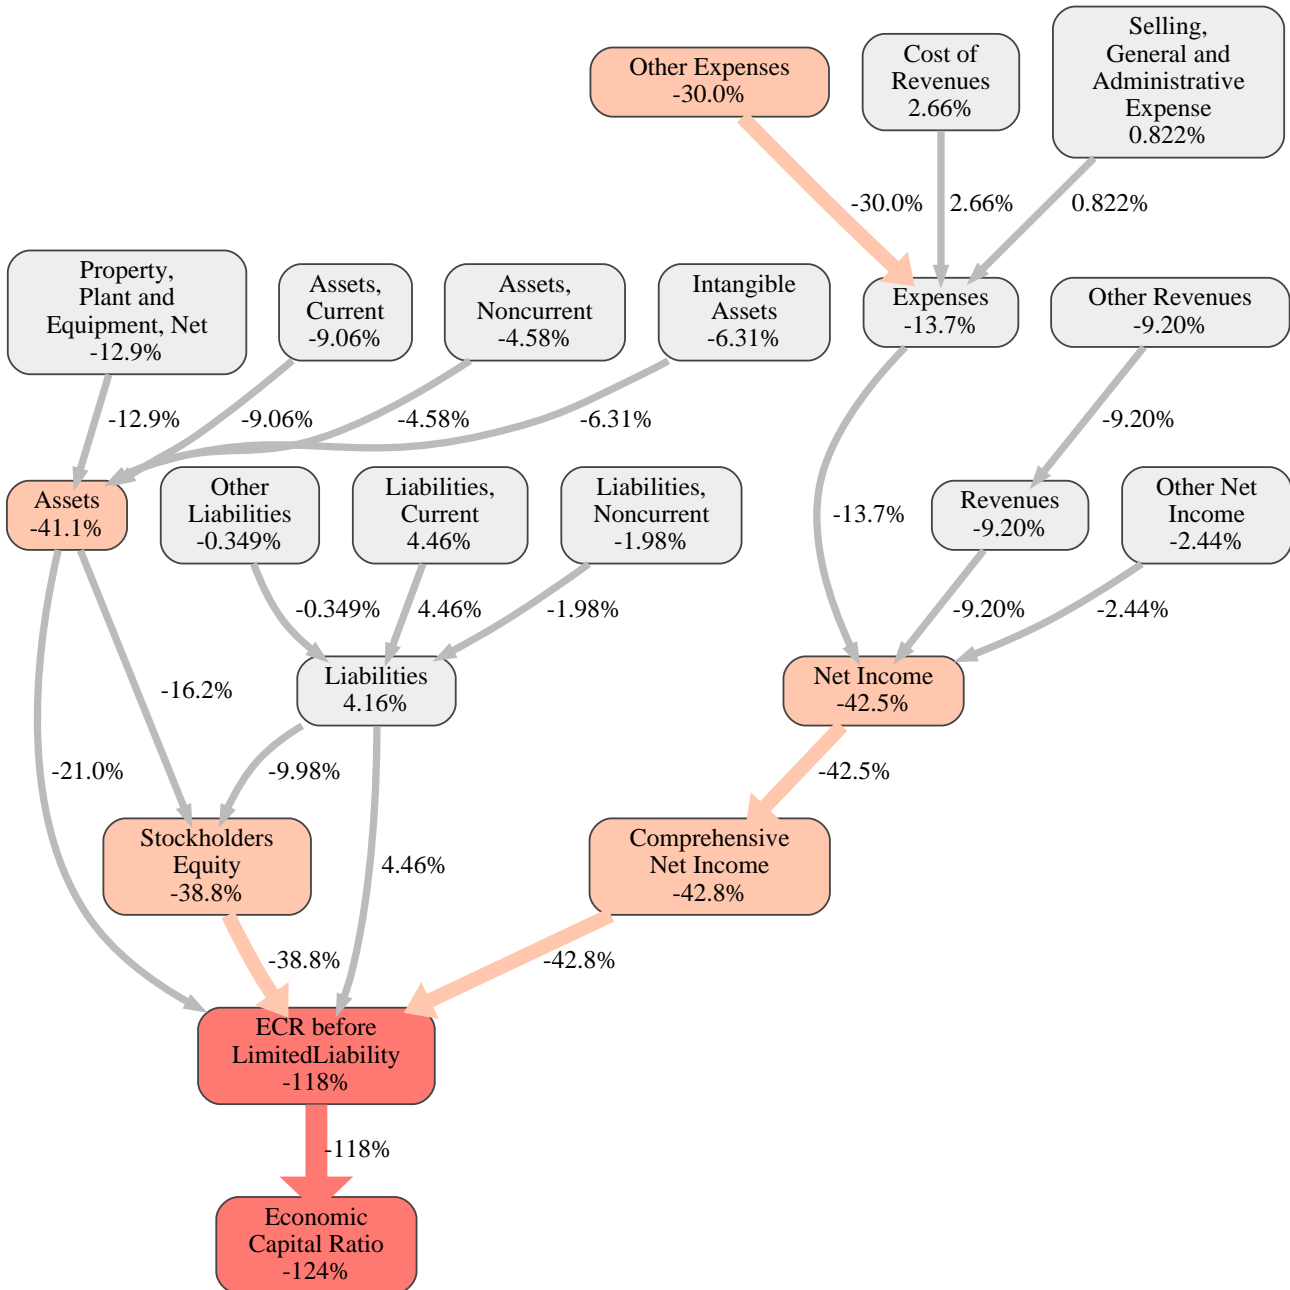 Selling,
General and
Administrative
Expense
0.822%
Other Expenses
-30.0%
Cost of
Revenues
2.66%
-30.0%
2.66%
0.822%
Property,
Plant and
Equipment, Net
-12.9%
Assets,
Current
-9.06%
Assets,
Noncurrent
-4.58%
Intangible
Assets
-6.31%
Expenses
-13.7%
Other Revenues
-9.20%
-12.9%
-9.06%
-4.58%
-6.31%
-9.20%
Assets
-41.1%
Other
Liabilities
-0.349%
Liabilities,
Current
4.46%
Liabilities,
Noncurrent
-1.98%
-13.7%
Revenues
-9.20%
Other Net
Income
-2.44%
-0.349%
4.46%
-1.98%
-9.20%
-2.44%
-16.2%
Liabilities
4.16%
Net Income
-42.5%
-21.0%
-9.98%
-42.5%
Stockholders
Equity
-38.8%
4.46%
Comprehensive
Net Income
-42.8%
-38.8%
-42.8%
ECR before
LimitedLiability
-118%
-118%
Economic
Capital Ratio
-124%